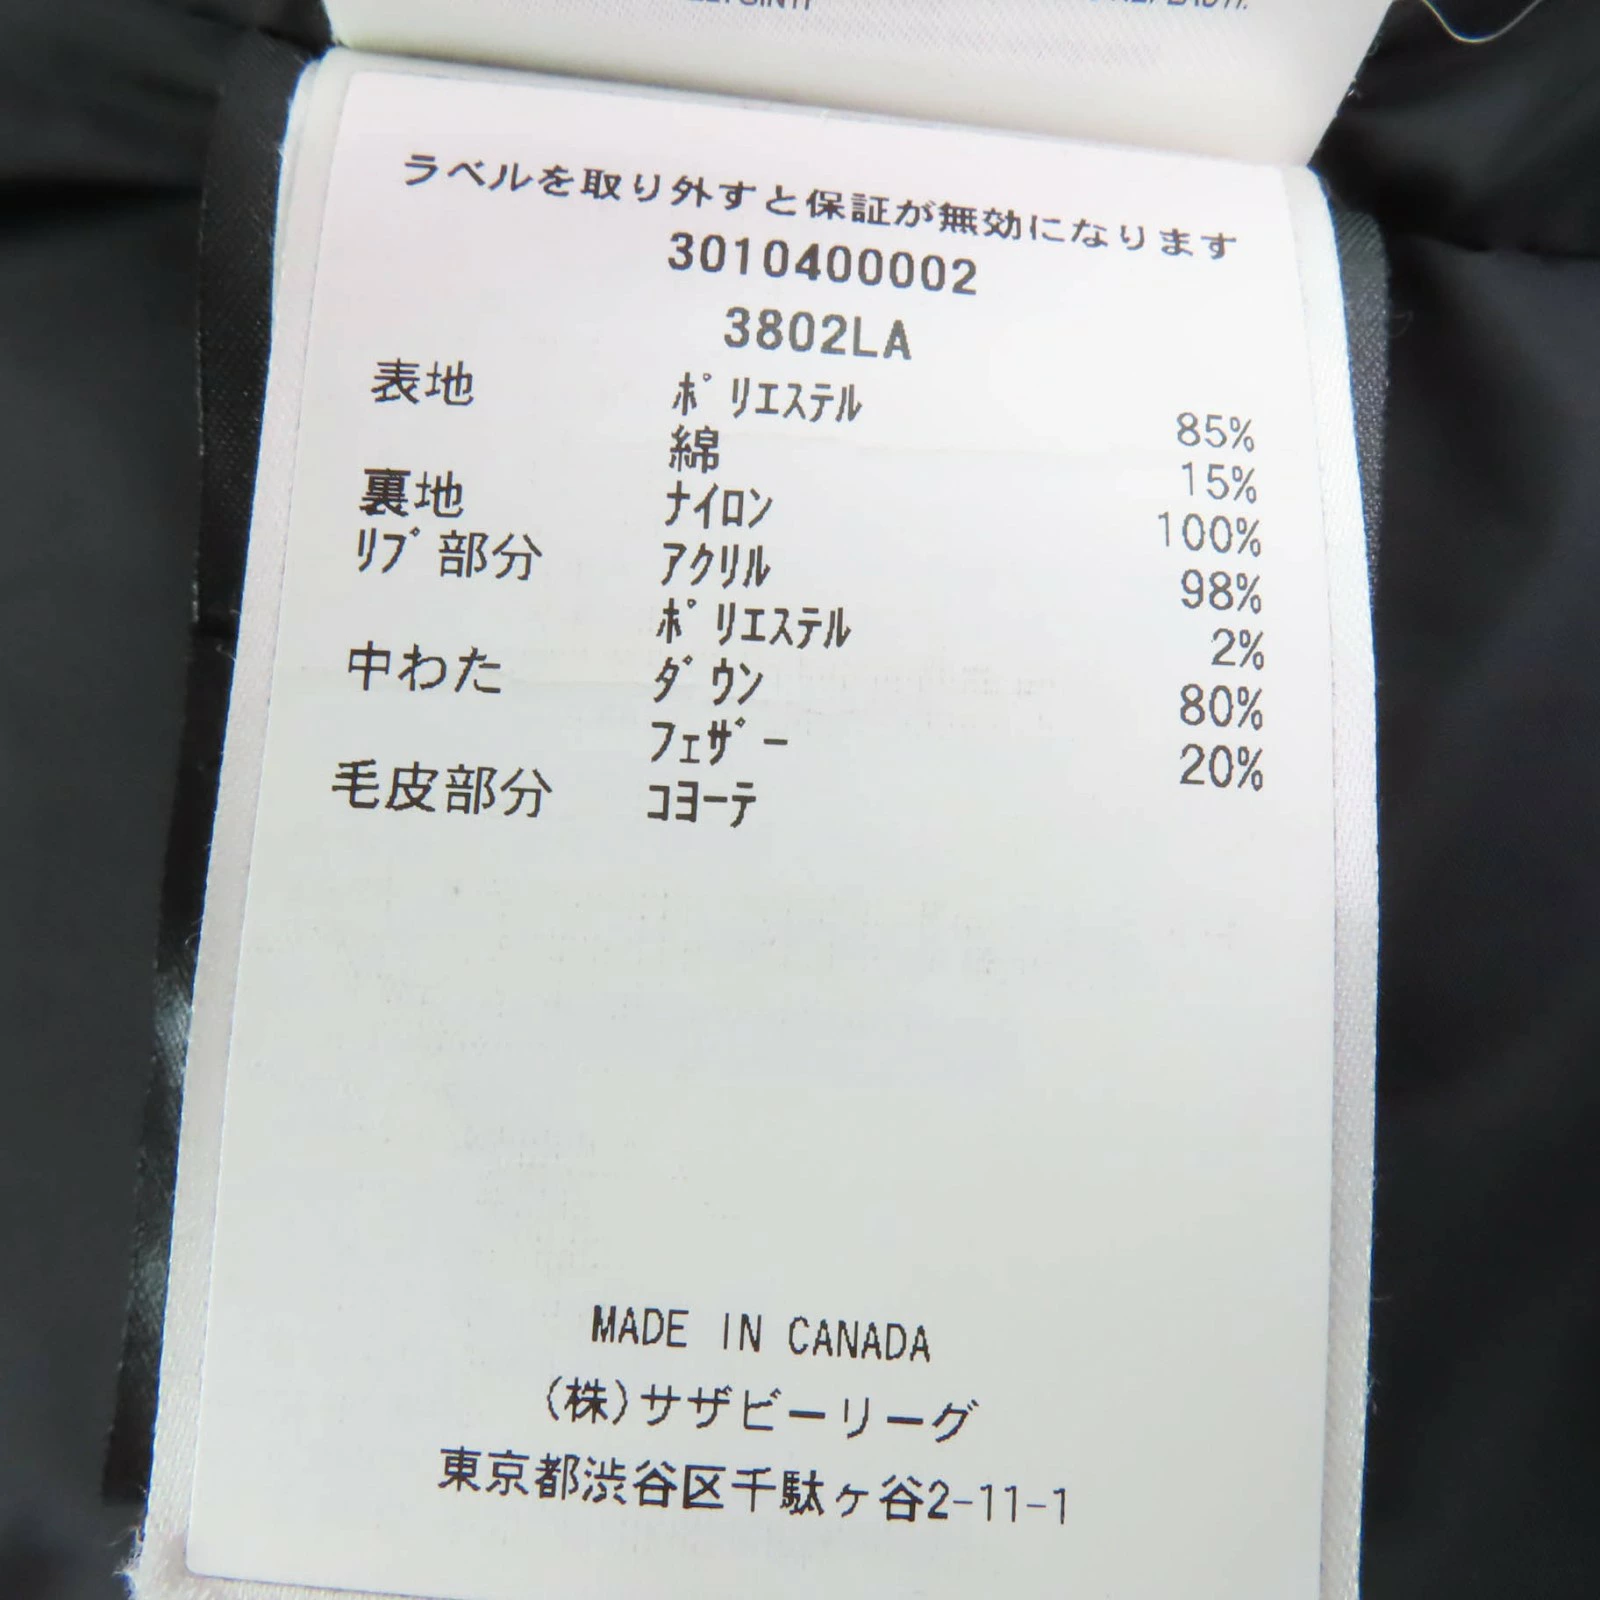 ラベルを取り外すと保証が無効になります
3010400002
3802LA
表地 ポリエステル 85%
綿 15%
裏地 ナイロン 100%
リブ部分 アクリル 98%
ポリエステル 2%
中わた ダウン 80%
フェザー 20%
毛皮部分 コヨーテ
MADE IN CANADA
(株)サザビーリーグ
東京都渋谷区千駄ヶ谷2-11-1